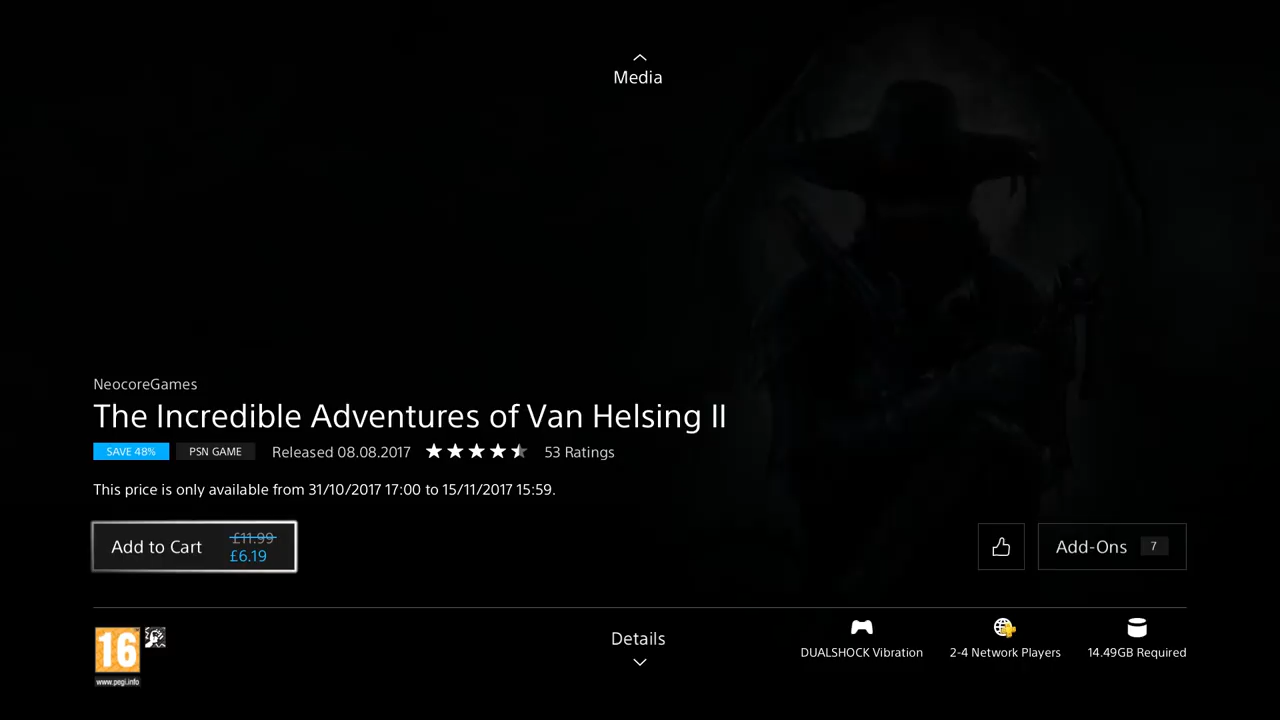 Media
NeocoreGames
The Incredible Adventures of Van Helsing II
SAVE 48% PSN GAME Released 08.08.2017 53 Ratings
This price is only available from 31/10/2017 17:00 to 15/11/2017 15:59.
Add to Cart £11.99 £6.19
Add-Ons 7
16
www.pegi.info
Details
DUALSHOCK Vibration
2-4 Network Players
14.49GB Required